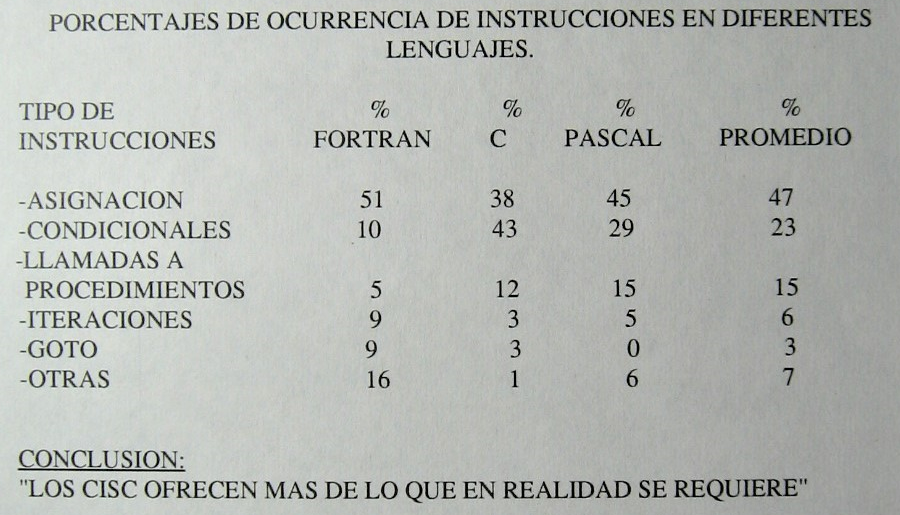 PORCENTAJES DE OCURRENCIA DE INSTRUCCIONES EN DIFERENTES
LENGUAJES.
TIPO DE % % % %
INSTRUCCIONES FORTRAN C PASCAL PROMEDIO
-ASIGNACION 51 38 45 47
-CONDICIONALES 10 43 29 23
-LLAMADAS A
PROCEDIMIENTOS 5 12 15 15
-ITERACIONES 9 3 5 6
-GOTO 9 3 0 3
-OTRAS 16 1 6 7
CONCLUSION:
"LOS CISC OFRECEN MAS DE LO QUE EN REALIDAD SE REQUIERE"